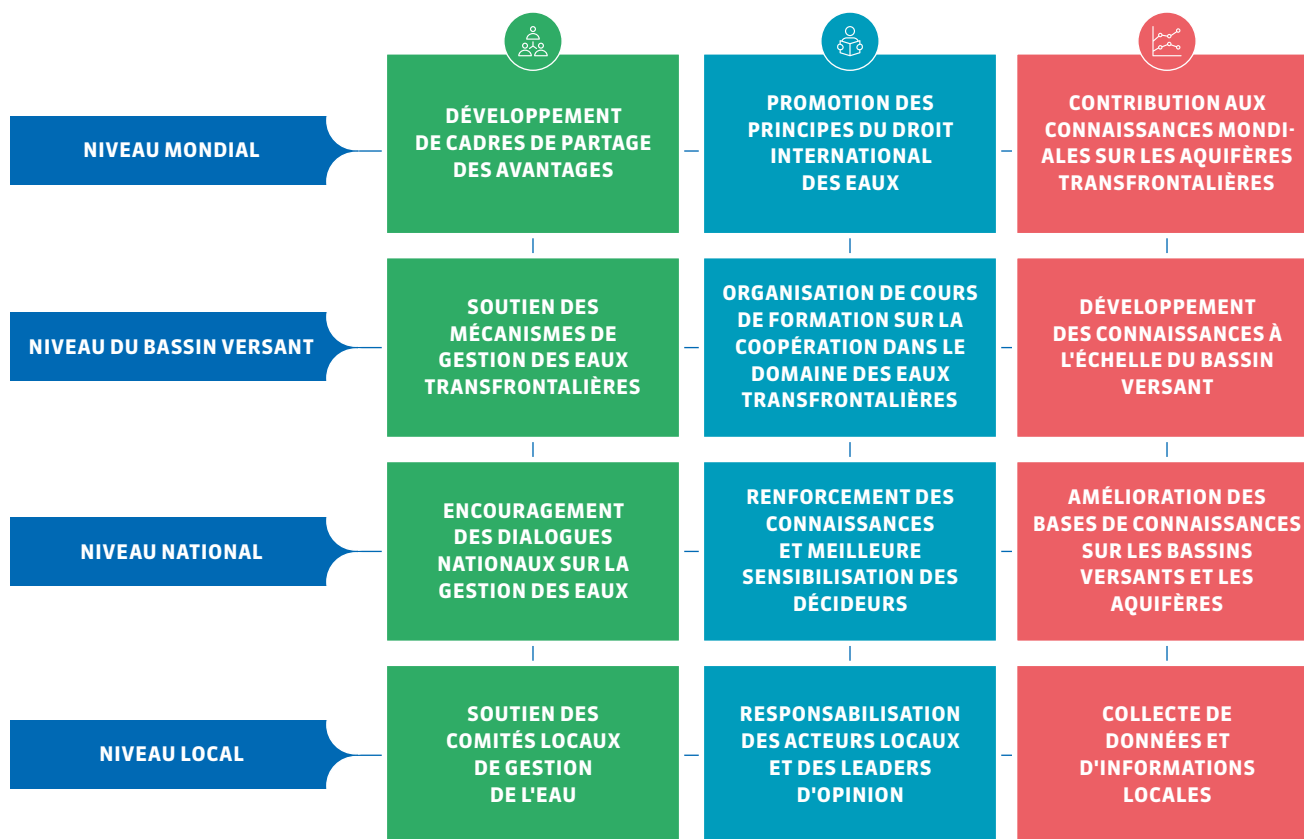 NIVEAU MONDIAL
DÉVELOPPEMENT
DE CADRES DE PARTAGE
DES AVANTAGES
PROMOTION DES
PRINCIPES DU DROIT
INTERNATIONAL
DES EAUX
CONTRIBUTION AUX
CONNAISSANCES MONDI-
ALES SUR LES AQUIFÈRES
TRANSFRONTALIÈRES
NIVEAU DU BASSIN VERSANT
SOUTIEN DES
MÉCANISMES DE
GESTION DES EAUX
TRANSFRONTALIÈRES
ORGANISATION DE COURS
DE FORMATION SUR LA
COOPÉRATION DANS LE
DOMAINE DES EAUX
TRANSFRONTALIÈRES
DÉVELOPPEMENT
DES CONNAISSANCES À
L'ÉCHELLE DU BASSIN
VERSANT
NIVEAU NATIONAL
ENCOURAGEMENT
DES DIALOGUES
NATIONAUX SUR LA
GESTION DES EAUX
RENFORCEMENT DES
CONNAISSANCES
ET MEILLEURE
SENSIBILISATION DES
DÉCIDEURS
AMÉLIORATION DES
BASES DE CONNAISSANCES
SUR LES BASSINS
VERSANTS ET LES
AQUIFÈRES
NIVEAU LOCAL
SOUTIEN DES
COMITÉS LOCAUX
DE GESTION
DE L'EAU
RESPONSABILISATION
DES ACTEURS LOCAUX
ET DES LEADERS
D'OPINION
COLLECTE DE
DONNÉES ET
D'INFORMATIONS
LOCALES